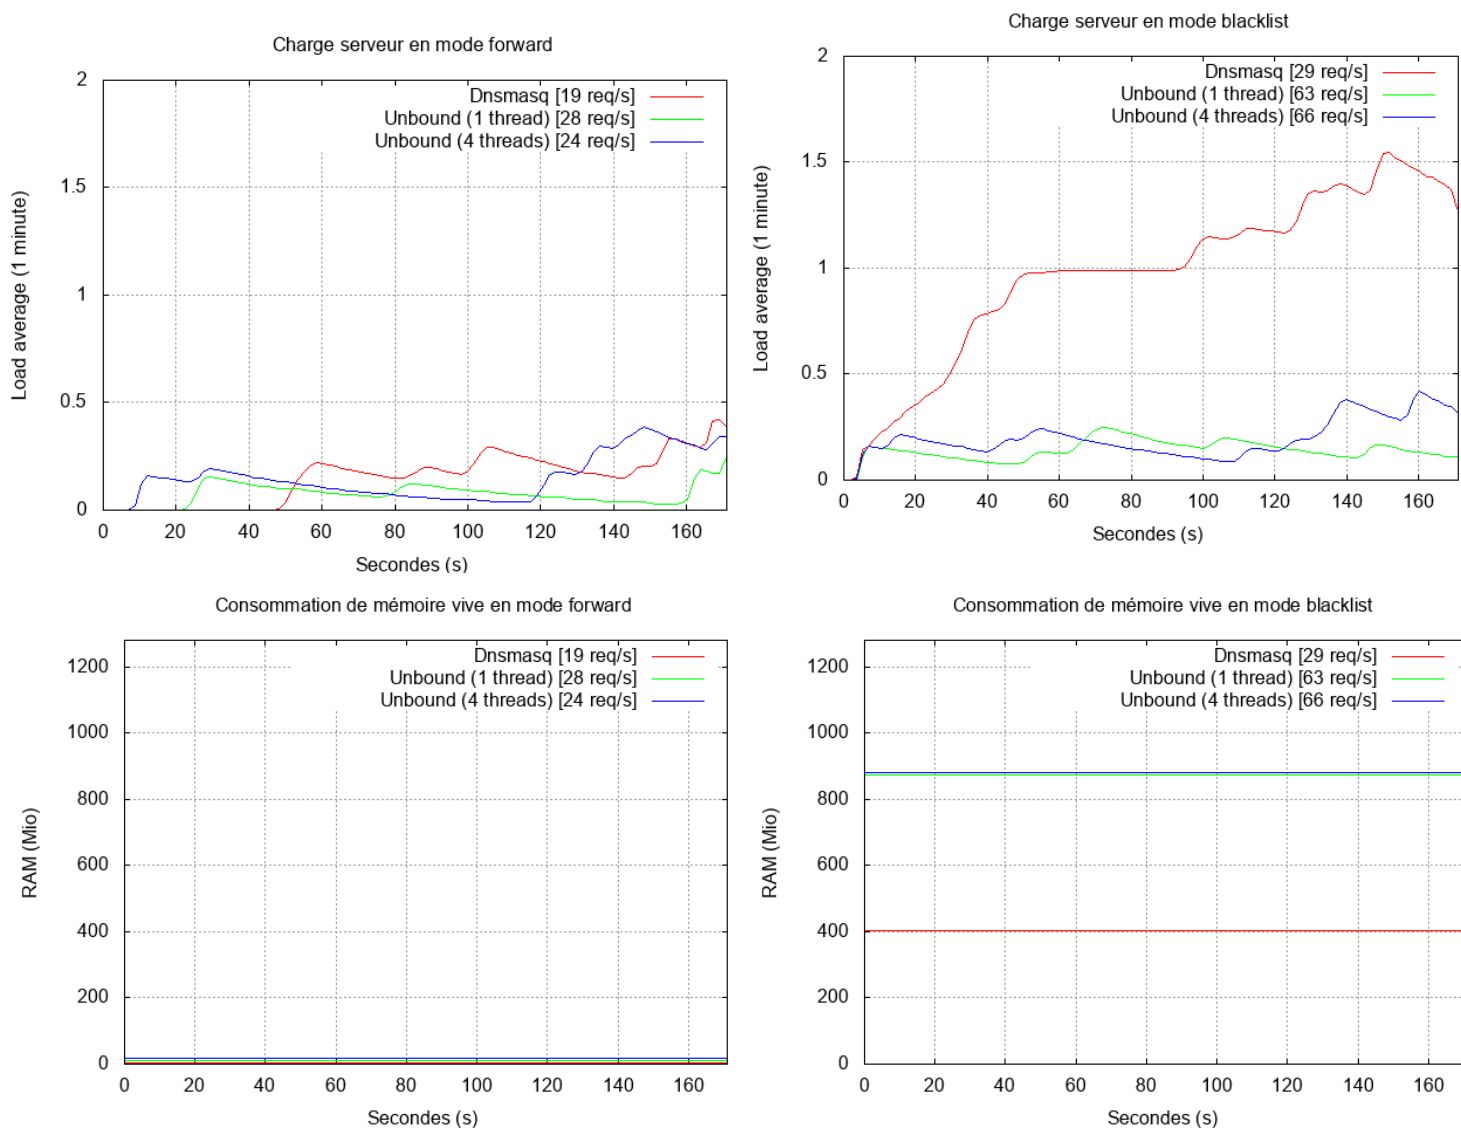 Charge serveur en mode forward
Dnsmasq [19 req/s]
Unbound (1 thread) [28 req/s]
Unbound (4 threads) [24 req/s]
Load average (1 minute)
2
1.5
1
0.5
0
0 20 40 60 80 100 120 140 160
Secondes (s)
Charge serveur en mode blacklist
Dnsmasq [29 req/s]
Unbound (1 thread) [63 req/s]
Unbound (4 threads) [66 req/s]
Load average (1 minute)
2
1.5
1
0.5
0
0 20 40 60 80 100 120 140 160
Secondes (s)
Consommation de mémoire vive en mode forward
Dnsmasq [19 req/s]
Unbound (1 thread) [28 req/s]
Unbound (4 threads) [24 req/s]
RAM (Mio)
1200
1000
800
600
400
200
0
0 20 40 60 80 100 120 140 160
Secondes (s)
Consommation de mémoire vive en mode blacklist
Dnsmasq [29 req/s]
Unbound (1 thread) [63 req/s]
Unbound (4 threads) [66 req/s]
RAM (Mio)
1200
1000
800
600
400
200
0
0 20 40 60 80 100 120 140 160
Secondes (s)